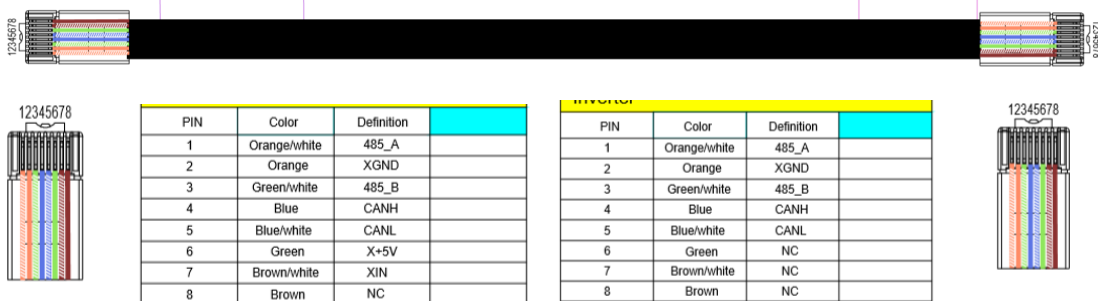 12345678
12345678
12345678
PIN Color Definition
1 Orange/white 485_A
2 Orange XGND
3 Green/white 485_B
4 Blue CANH
5 Blue/white CANL
6 Green X+5V
7 Brown/white XIN
8 Brown NC
Inverter
PIN Color Definition
1 Orange/white 485_A
2 Orange XGND
3 Green/white 485_B
4 Blue CANH
5 Blue/white CANL
6 Green NC
7 Brown/white NC
8 Brown NC
12345678